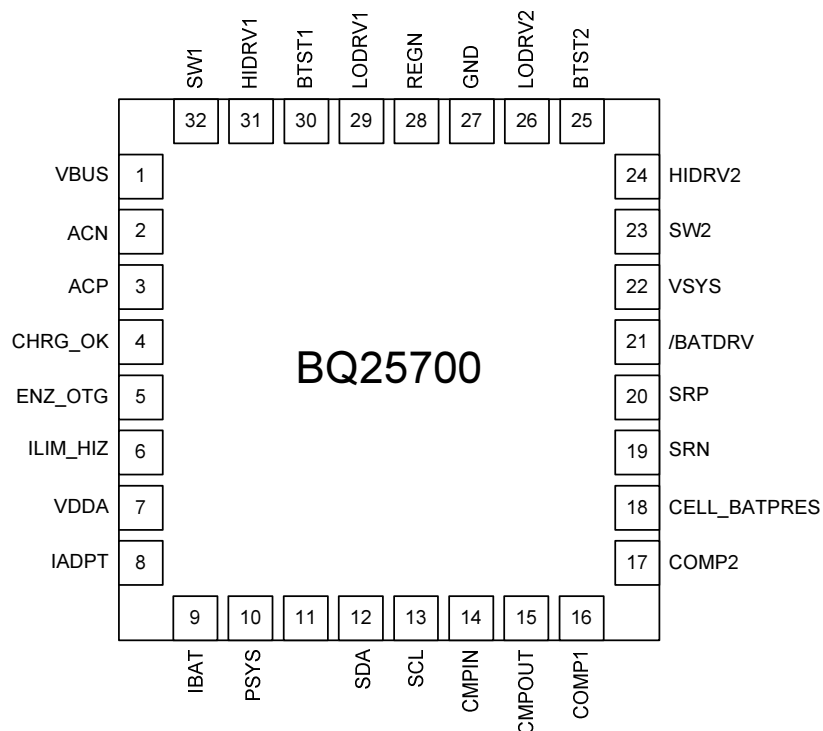 SW1
HIDRV1
BTST1
LODRV1
REGN
GND
LODRV2
BTST2
32 31 30 29 28 27 26 25
VBUS 1
ACN 2
ACP 3
CHRG_OK 4
ENZ_OTG 5
ILIM_HIZ 6
VDDA 7
IADPT 8
BQ25700
24 HIDRV2
23 SW2
22 VSYS
21 /BATDRV
20 SRP
19 SRN
18 CELL_BATPRES
17 COMP2
9 10 11 12 13 14 15 16
IBAT
PSYS
SDA
SCL
CMPIN
CMPOUT
COMP1